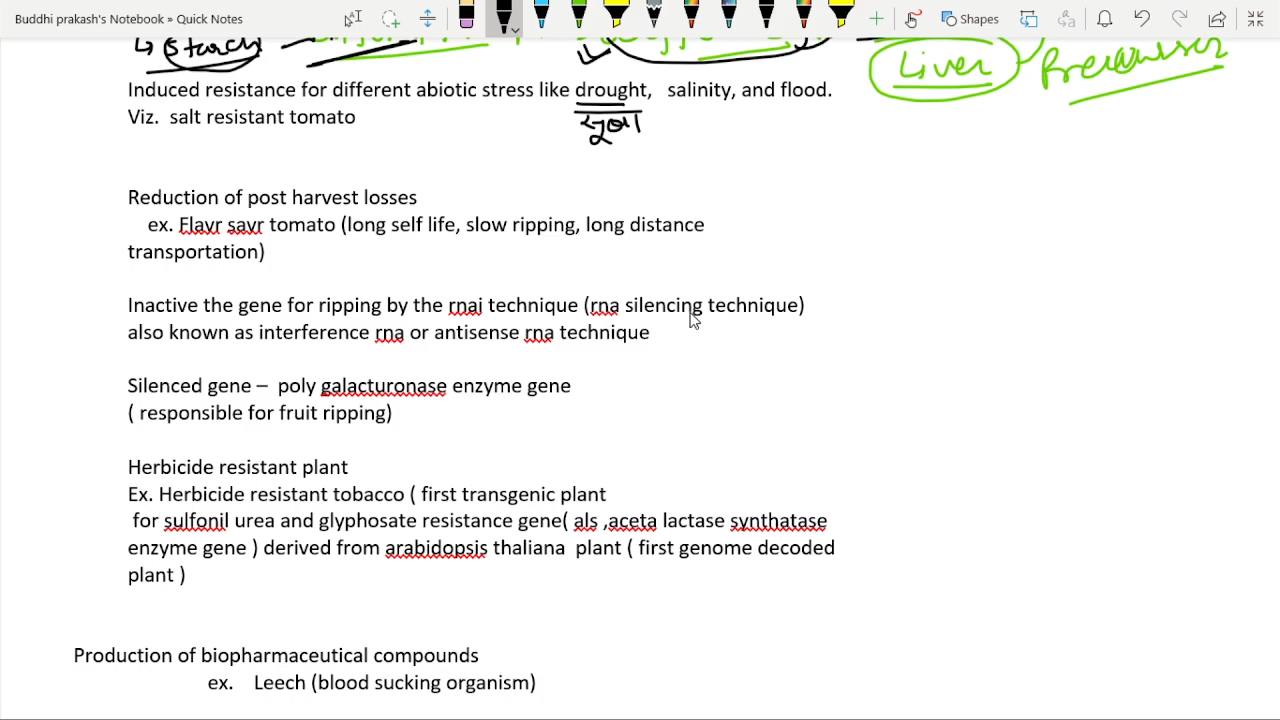 Buddhi prakash's Notebook » Quick Notes
Shapes
Starch
Liver
Induced resistance for different abiotic stress like drought, salinity, and flood.
Viz. salt resistant tomato
Reduction of post harvest losses
ex. Flavr savr tomato (long self life, slow ripping, long distance
transportation)
Inactive the gene for ripping by the rnai technique (rna silencing technique)
also known as interference rna or antisense rna technique
Silenced gene – poly galacturonase enzyme gene
( responsible for fruit ripping)
Herbicide resistant plant
Ex. Herbicide resistant tobacco ( first transgenic plant
for sulfonil urea and glyphosate resistance gene( als ,aceta lactase synthatase
enzyme gene ) derived from arabidopsis thaliana plant ( first genome decoded
plant )
Production of biopharmaceutical compounds
ex. Leech (blood sucking organism)